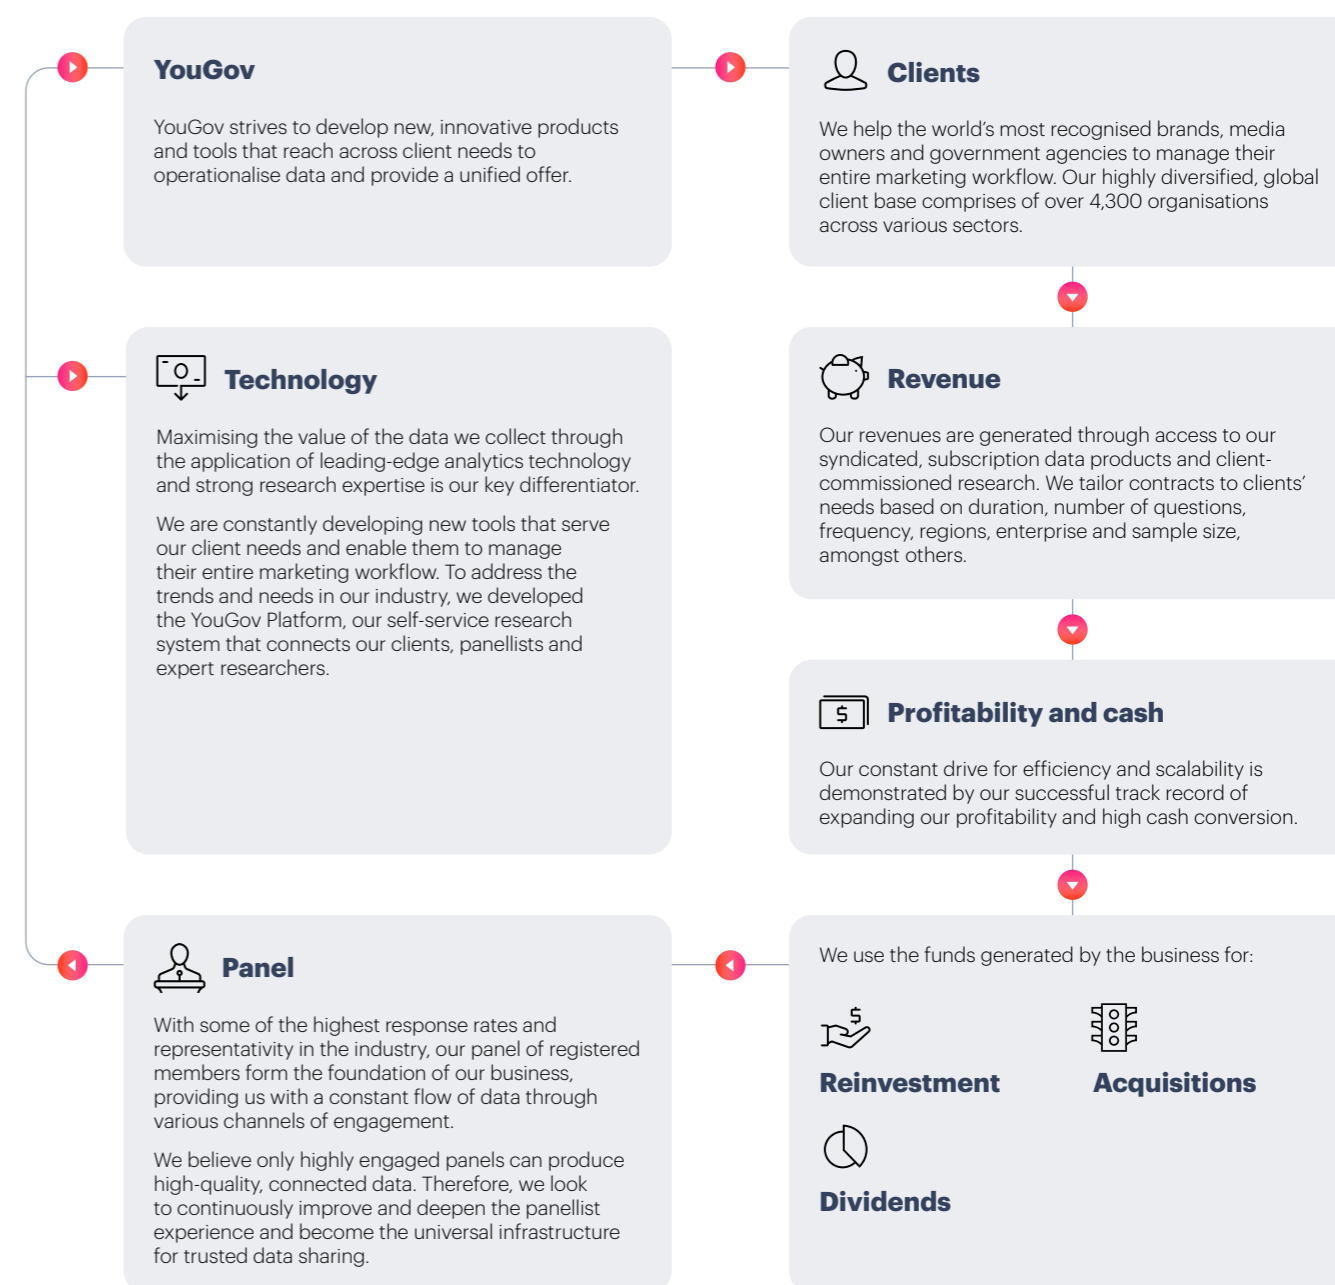 YouGov
YouGov strives to develop new, innovative products
and tools that reach across client needs to
operationalise data and provide a unified offer.
Clients
We help the world's most recognised brands, media
owners and government agencies to manage their
entire marketing workflow. Our highly diversified, global
client base comprises of over 4,300 organisations
across various sectors.
Technology
Maximising the value of the data we collect through
the application of leading-edge analytics technology
and strong research expertise is our key differentiator.
We are constantly developing new tools that serve
our client needs and enable them to manage
their entire marketing workflow. To address the
trends and needs in our industry, we developed
the YouGov Platform, our self-service research
system that connects our clients, panellists and
expert researchers.
Revenue
Our revenues are generated through access to our
syndicated, subscription data products and client-
commissioned research. We tailor contracts to clients'
needs based on duration, number of questions,
frequency, regions, enterprise and sample size,
amongst others.
$
Profitability and cash
Our constant drive for efficiency and scalability is
demonstrated by our successful track record of
expanding our profitability and high cash conversion.
Panel
With some of the highest response rates and
representativity in the industry, our panel of registered
members form the foundation of our business,
providing us with a constant flow of data through
various channels of engagement.
We believe only highly engaged panels can produce
high-quality, connected data. Therefore, we look
to continuously improve and deepen the panellist
experience and become the universal infrastructure
for trusted data sharing.
We use the funds generated by the business for:
$
Reinvestment
Acquisitions
Dividends